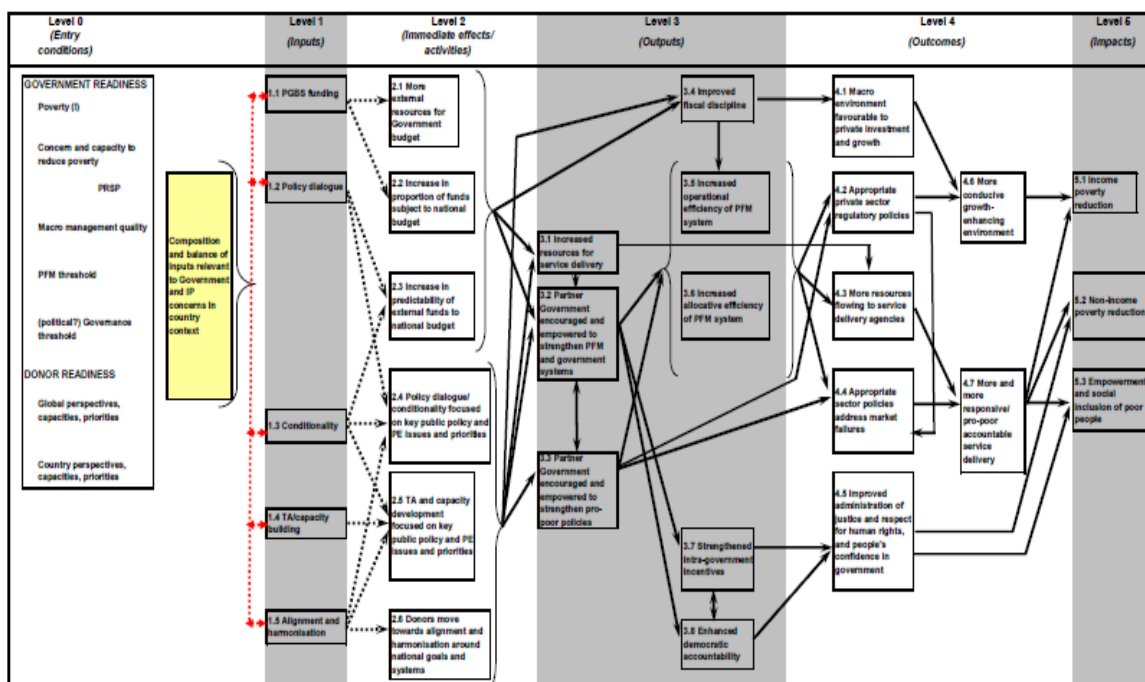 Level 0
(Entry
conditions)
Level 1
(Inputs)
Level 2
(Immediate effects/
activities)
Level 3
(Outputs)
Level 4
(Outcomes)
Level 5
(Impacts)
GOVERNMENT READINESS
Poverty (!)
Concern and capacity to
reduce poverty
PRSP
Macro management quality
PFM threshold
(political?) Governance
threshold
DONOR READINESS
Global perspectives,
capacities, priorities
Country perspectives,
capacities, priorities
Composition
and balance of
inputs relevant
to Government
and IP
concerns in
country
context
1.1 PGBS funding
1.2 Policy dialogue
1.3 Conditionality
1.4 TA/capacity
building
1.5 Alignment and
harmonisation
2.1 More
external
resources for
Government
budget
2.2 Increase in
proportion of funds
subject to national
budget
2.3 Increase in
predictability of
external funds to
national budget
2.4 Policy dialogue/
conditionality focused
on key public policy and
PE issues and priorities
2.5 TA and capacity
development
focused on key
public policy and PE
issues and priorities
2.6 Donors move
towards alignment and
harmonisation around
national goals and
systems
3.1 Increased
resources for
service delivery
3.2 Partner
Government
encouraged and
empowered to
strengthen PFM
and government
systems
3.3 Partner
Government
encouraged and
empowered to
strengthen pro-
poor policies
3.4 Improved
fiscal discipline
3.5 Increased
operational
efficiency of PFM
system
3.6 Increased
allocative efficiency
of PFM system
3.7 Strengthened
intra-government
incentives
3.8 Enhanced
democratic
accountability
4.1 Macro
environment
favourable to
private investment
and growth
4.2 Appropriate
private sector
regulatory policies
4.3 More resources
flowing to service
delivery agencies
4.4 Appropriate
sector policies
address market
failures
4.5 Improved
administration of
justice and respect
for human rights,
and people's
confidence in
government
4.6 More
conducive
growth-
enhancing
environment
4.7 More and
more
responsive/
pro-poor
accountable
service
delivery
5.1 Income
poverty
reduction
5.2 Non-income
poverty reduction
5.3 Empowerment
and social
inclusion of poor
people